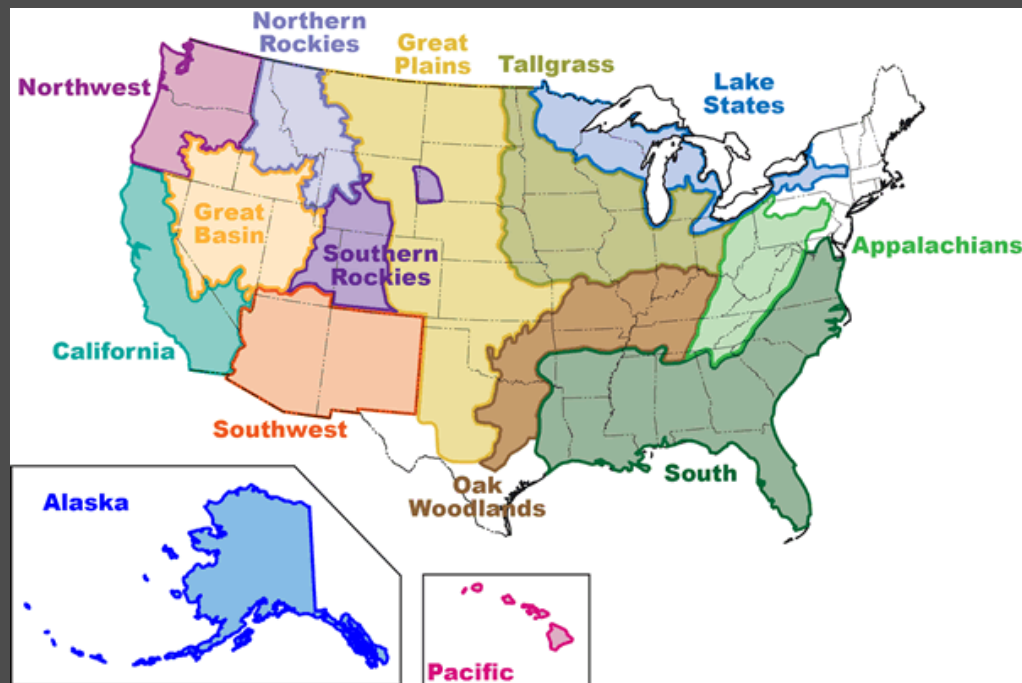 Northern
Rockies
Great
Plains
Tallgrass
Lake
States
Northwest
Great
Basin
Southern
Rockies
Appalachians
California
Southwest
South
Oak
Woodlands
Alaska
Pacific